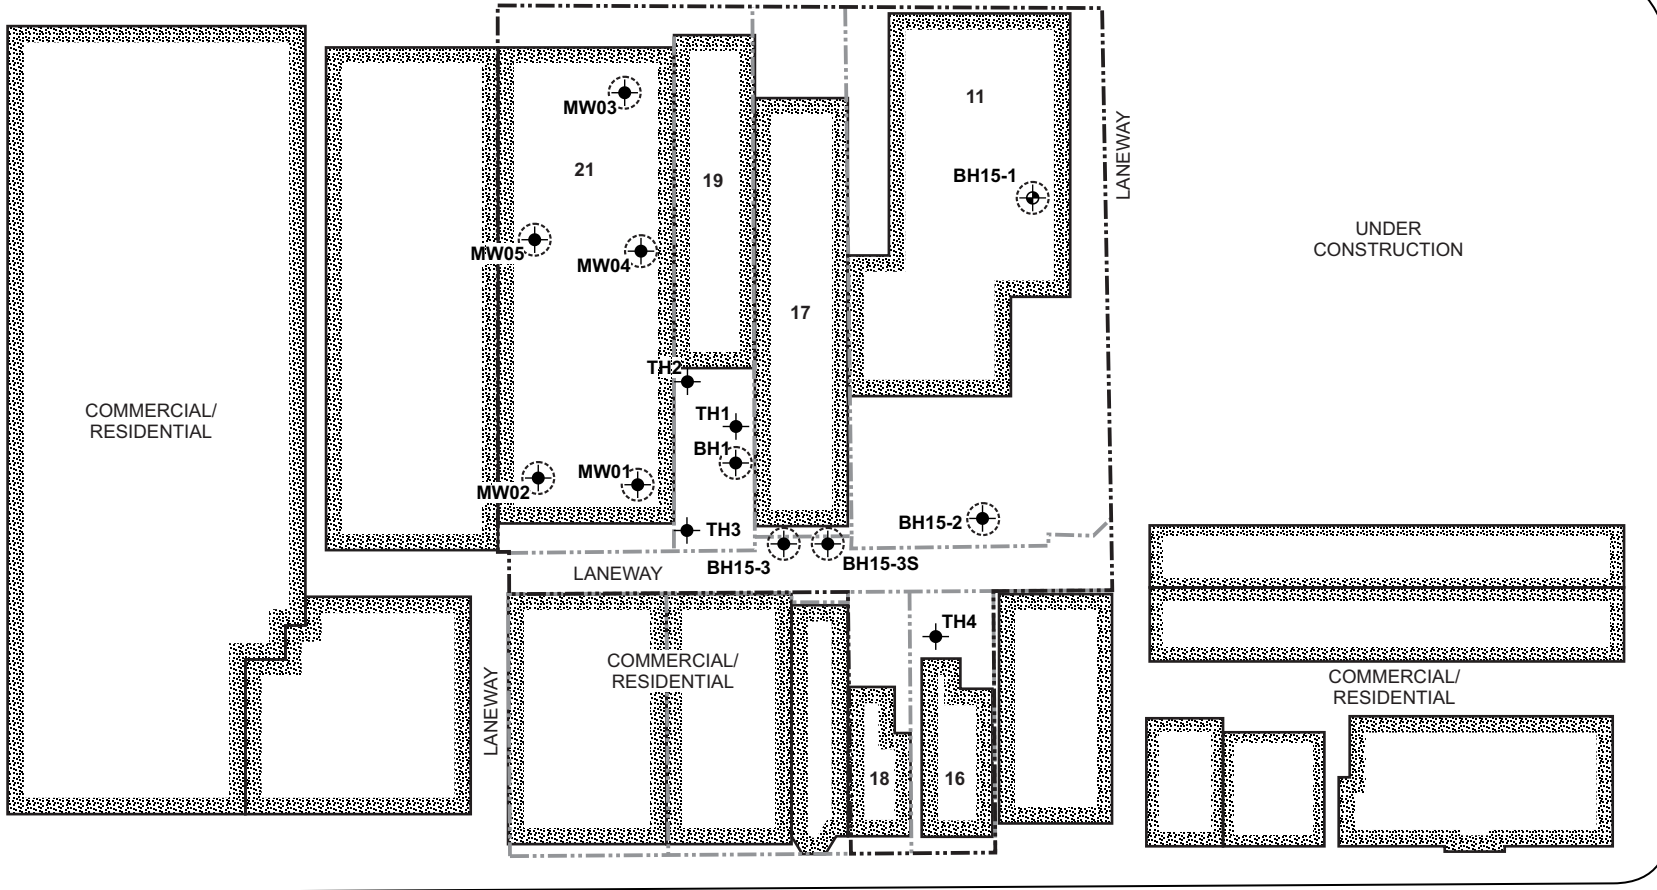 11
LANEWAY
MW03
21
19
BH15-1
UNDER
CONSTRUCTION
MW05
MW04
17
TH2
COMMERCIAL/
RESIDENTIAL
TH1
BH1
MW01
MW02
TH3
BH15-2
BH15-3
BH15-3S
LANEWAY
TH4
COMMERCIAL/
RESIDENTIAL
LANEWAY
COMMERCIAL/
RESIDENTIAL
18
16